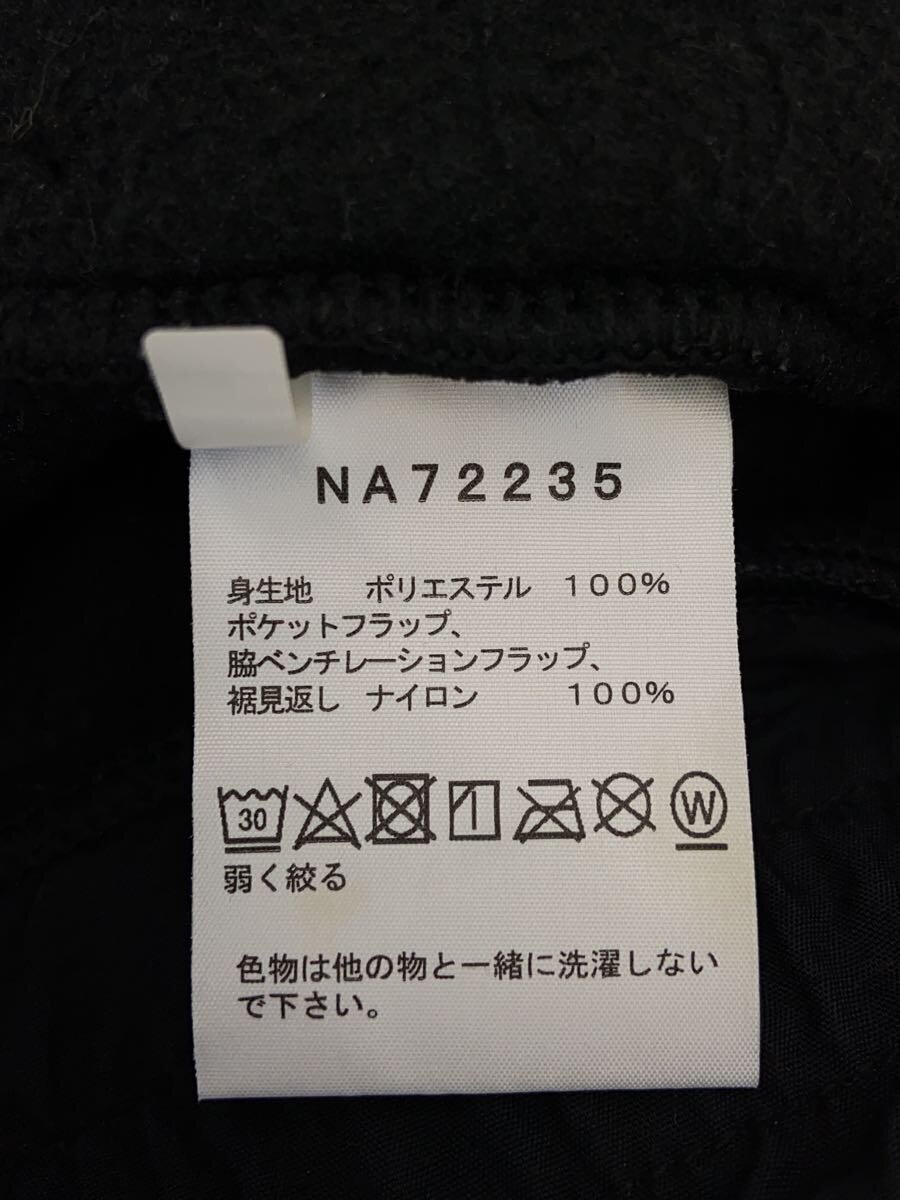 NA72235
身生地 ポリエステル 100%
ポケットフラップ、
脇ベンチレーションフラップ、
裾見返し ナイロン 100%
30 W
弱く絞る
色物は他の物と一緒に洗濯しない
で下さい。